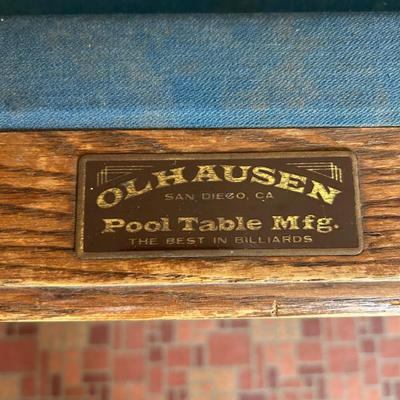 OLHAUSEN
SAN DIEGO, CA
Pool Table Mfg.
THE BEST IN BILLIARDS